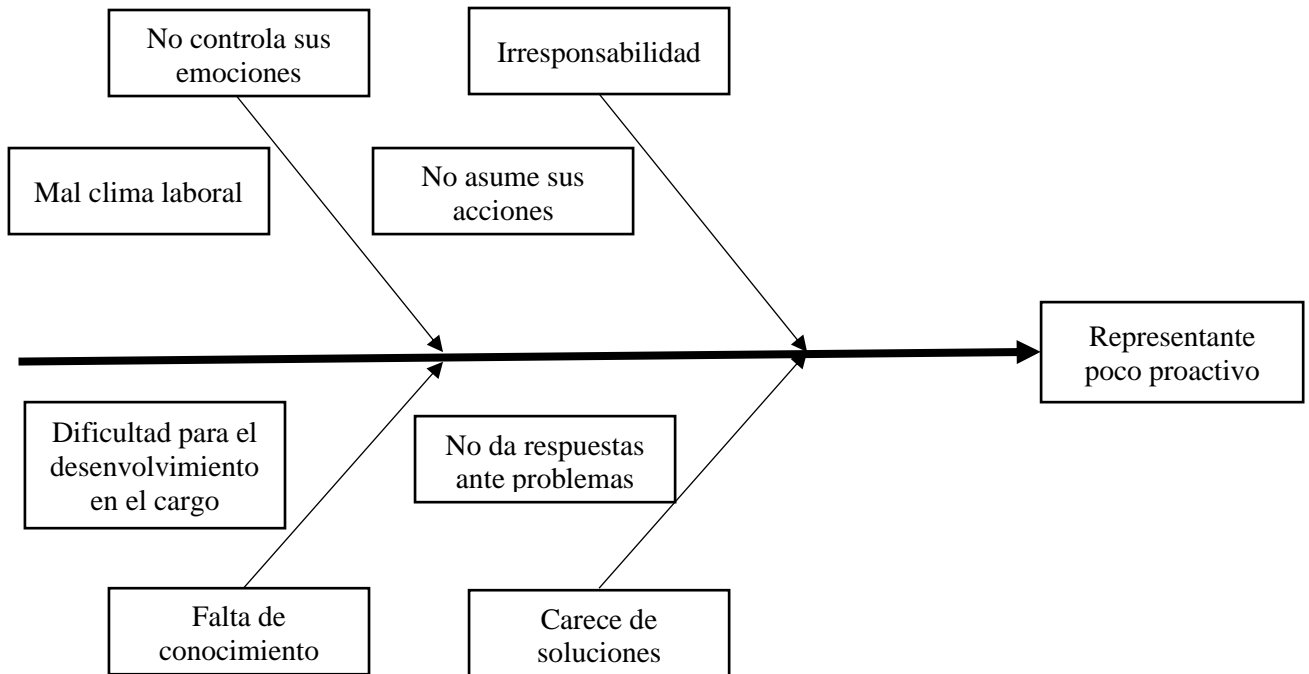 No controla sus
emociones
Irresponsabilidad
Mal clima laboral
No asume sus
acciones
Representante
poco proactivo
Dificultad para el
desenvolvimiento
en el cargo
No da respuestas
ante problemas
Falta de
conocimiento
Carece de
soluciones